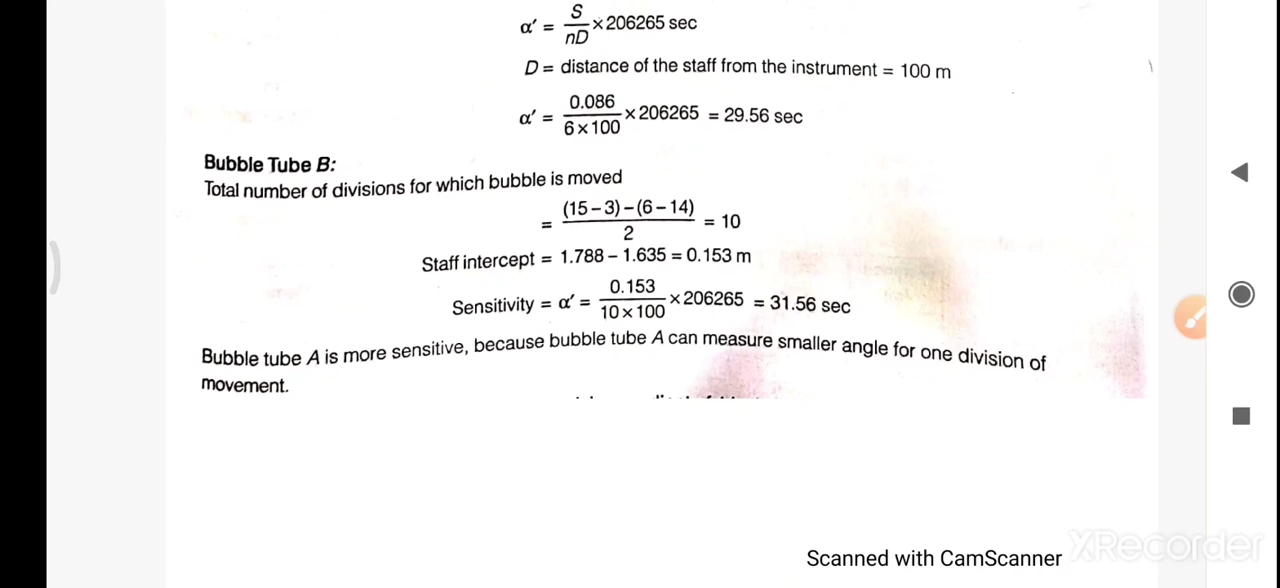 α′ = S/nD × 206265 sec
D = distance of the staff from the instrument = 100 m
α′ = 0.086/6×100 × 206265 = 29.56 sec
Bubble Tube B:
Total number of divisions for which bubble is moved
= (15 – 3) – (6 – 14)/2 = 10
Staff intercept = 1.788 – 1.635 = 0.153 m
Sensitivity = α′ = 0.153/10×100 × 206265 = 31.56 sec
Bubble tube A is more sensitive, because bubble tube A can measure smaller angle for one division of
movement.
Scanned with CamScanner
XRecorder